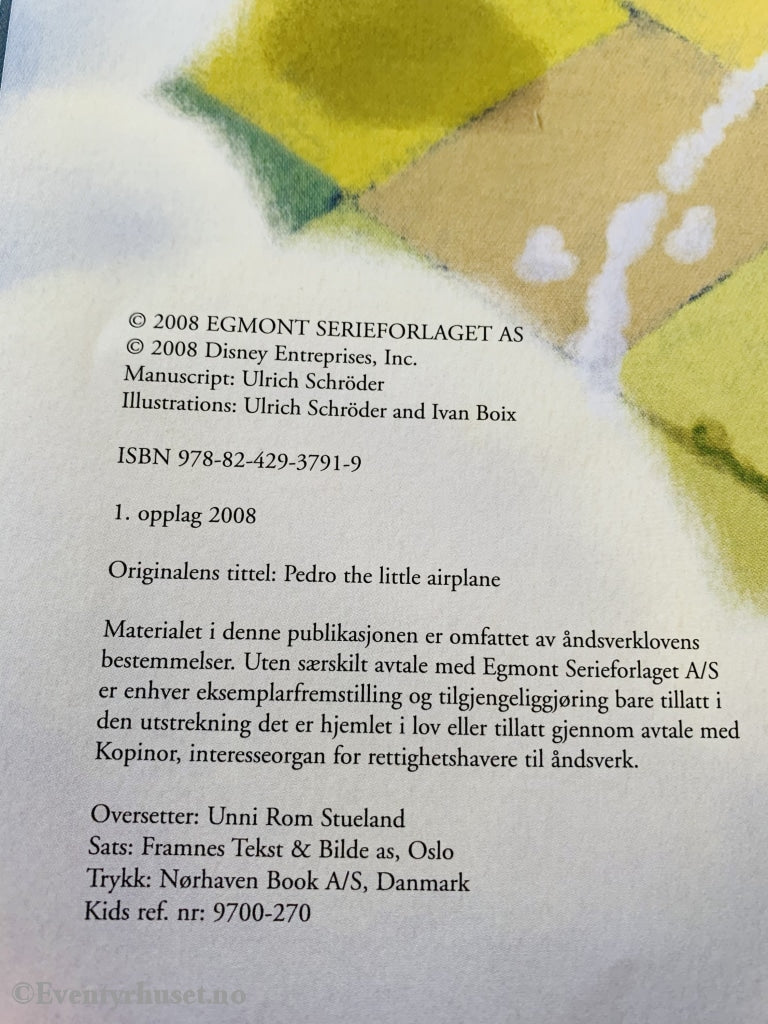 © 2008 EGMONT SERIEFORLAGET AS
© 2008 Disney Entreprises, Inc.
Manuscript: Ulrich Schröder
Illustrations: Ulrich Schröder and Ivan Boix
ISBN 978-82-429-3791-9
1. opplag 2008
Originalens tittel: Pedro the little airplane
Materialet i denne publikasjonen er omfattet av åndsverklovens
bestemmelser. Uten særskilt avtale med Egmont Serieforlaget A/S
er enhver eksemplarfremstilling og tilgjengeliggjøring bare tillatt i
den utstrekning det er hjemlet i lov eller tillatt gjennom avtale med
Kopinor, interesseorgan for rettighetshavere til åndsverk.
Oversetter: Unni Rom Stueland
Sats: Framnes Tekst & Bilde as, Oslo
Trykk: Nørhaven Book A/S, Danmark
Kids ref. nr: 9700-270
©Eventyrhuset.no